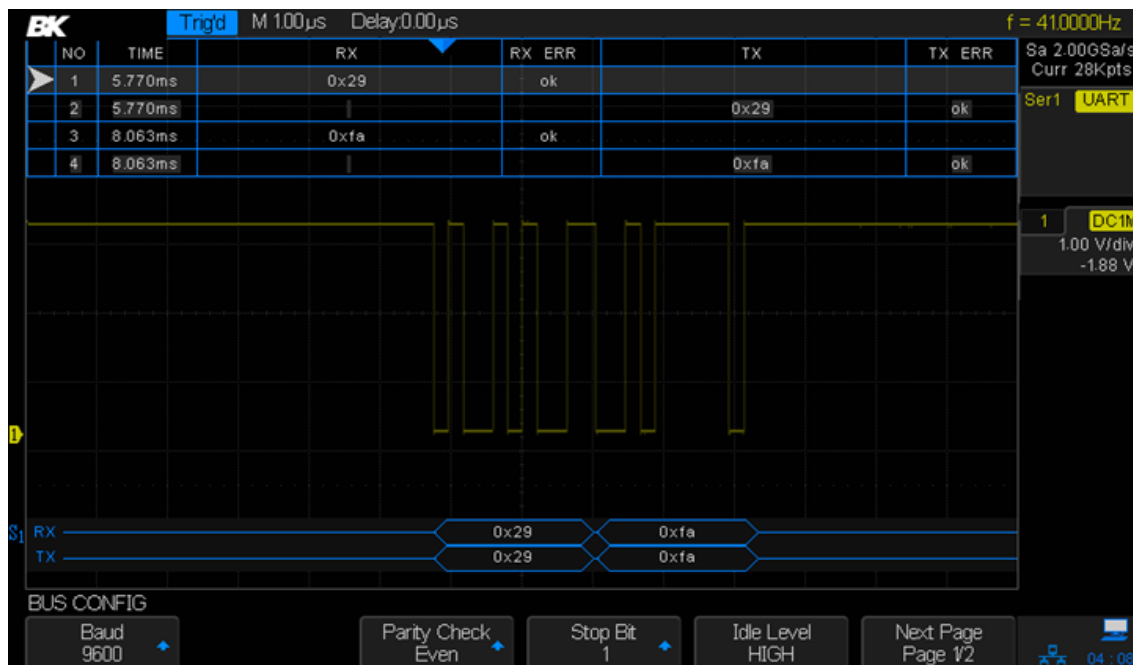 BK Trig'd M 1.00µs Delay:0.00µs f = 41.0000Hz
NO TIME RX RX ERR TX TX ERR
Sa 2.00GSa/s
Curr 28Kpts
1 5.770ms 0x29 ok
2 5.770ms 0x29 ok
3 8.063ms 0xfa ok
4 8.063ms 0xfa ok
Ser1 UART
1 DC1M
1.00 V/div
-1.88 V
1
S1 RX 0x29 0xfa
TX 0x29 0xfa
BUS CONFIG
Baud Parity Check Stop Bit Idle Level Next Page
9600 Even 1 HIGH Page 1/2
04:08